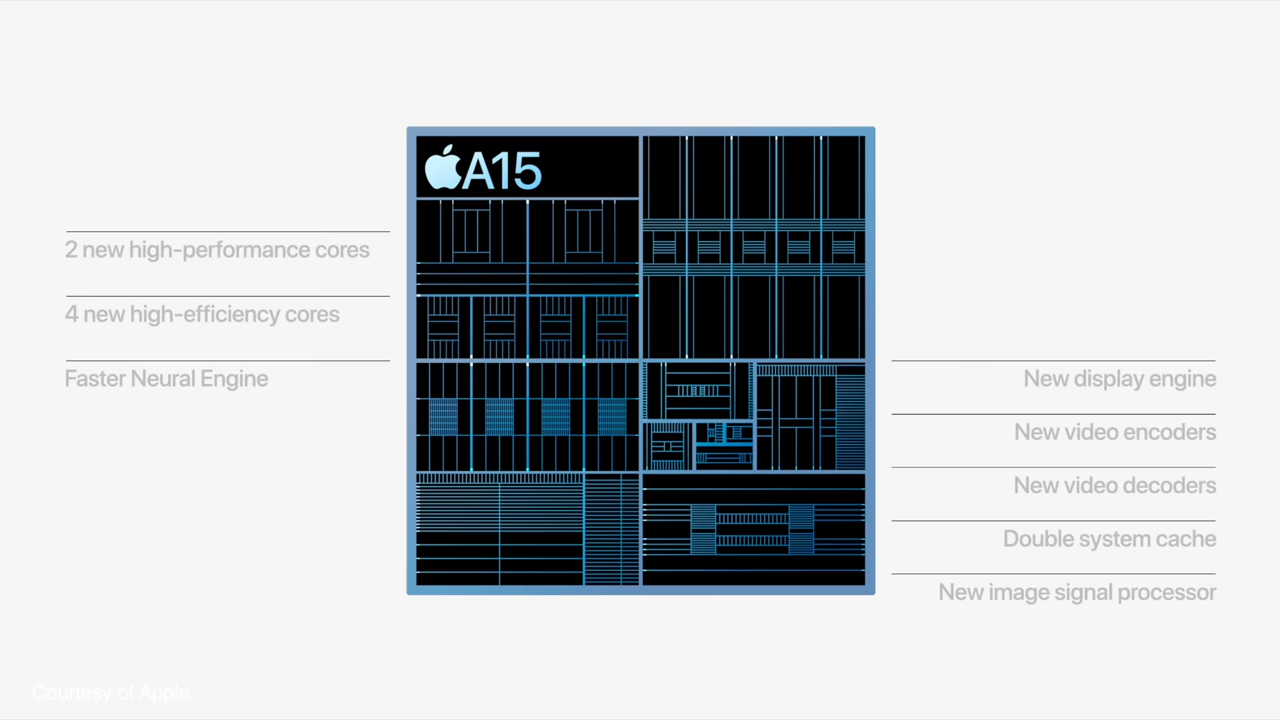 A15
2 new high-performance cores
4 new high-efficiency cores
Faster Neural Engine
New display engine
New video encoders
New video decoders
Double system cache
New image signal processor
Courtesy of Apple